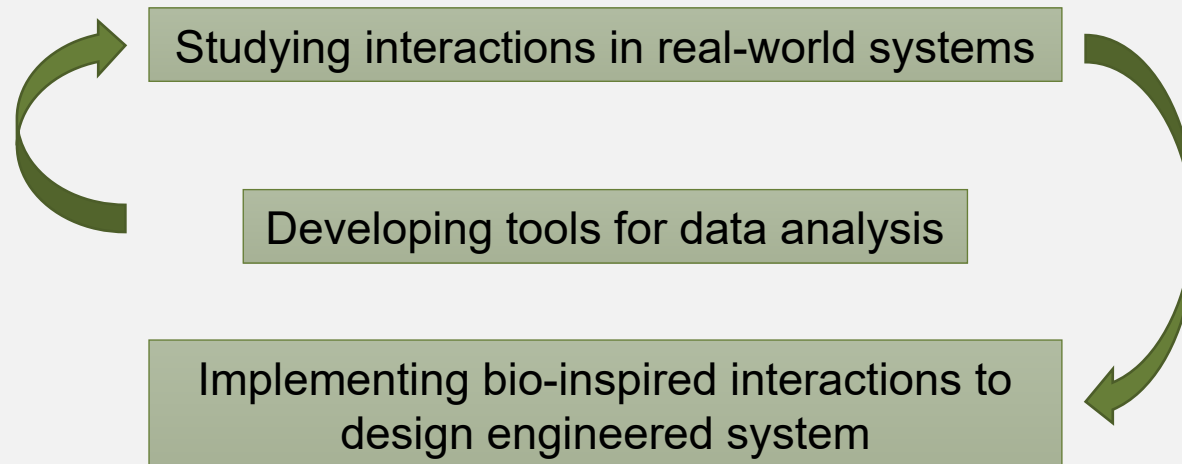 Studying interactions in real-world systems
Developing tools for data analysis
Implementing bio-inspired interactions to
design engineered system